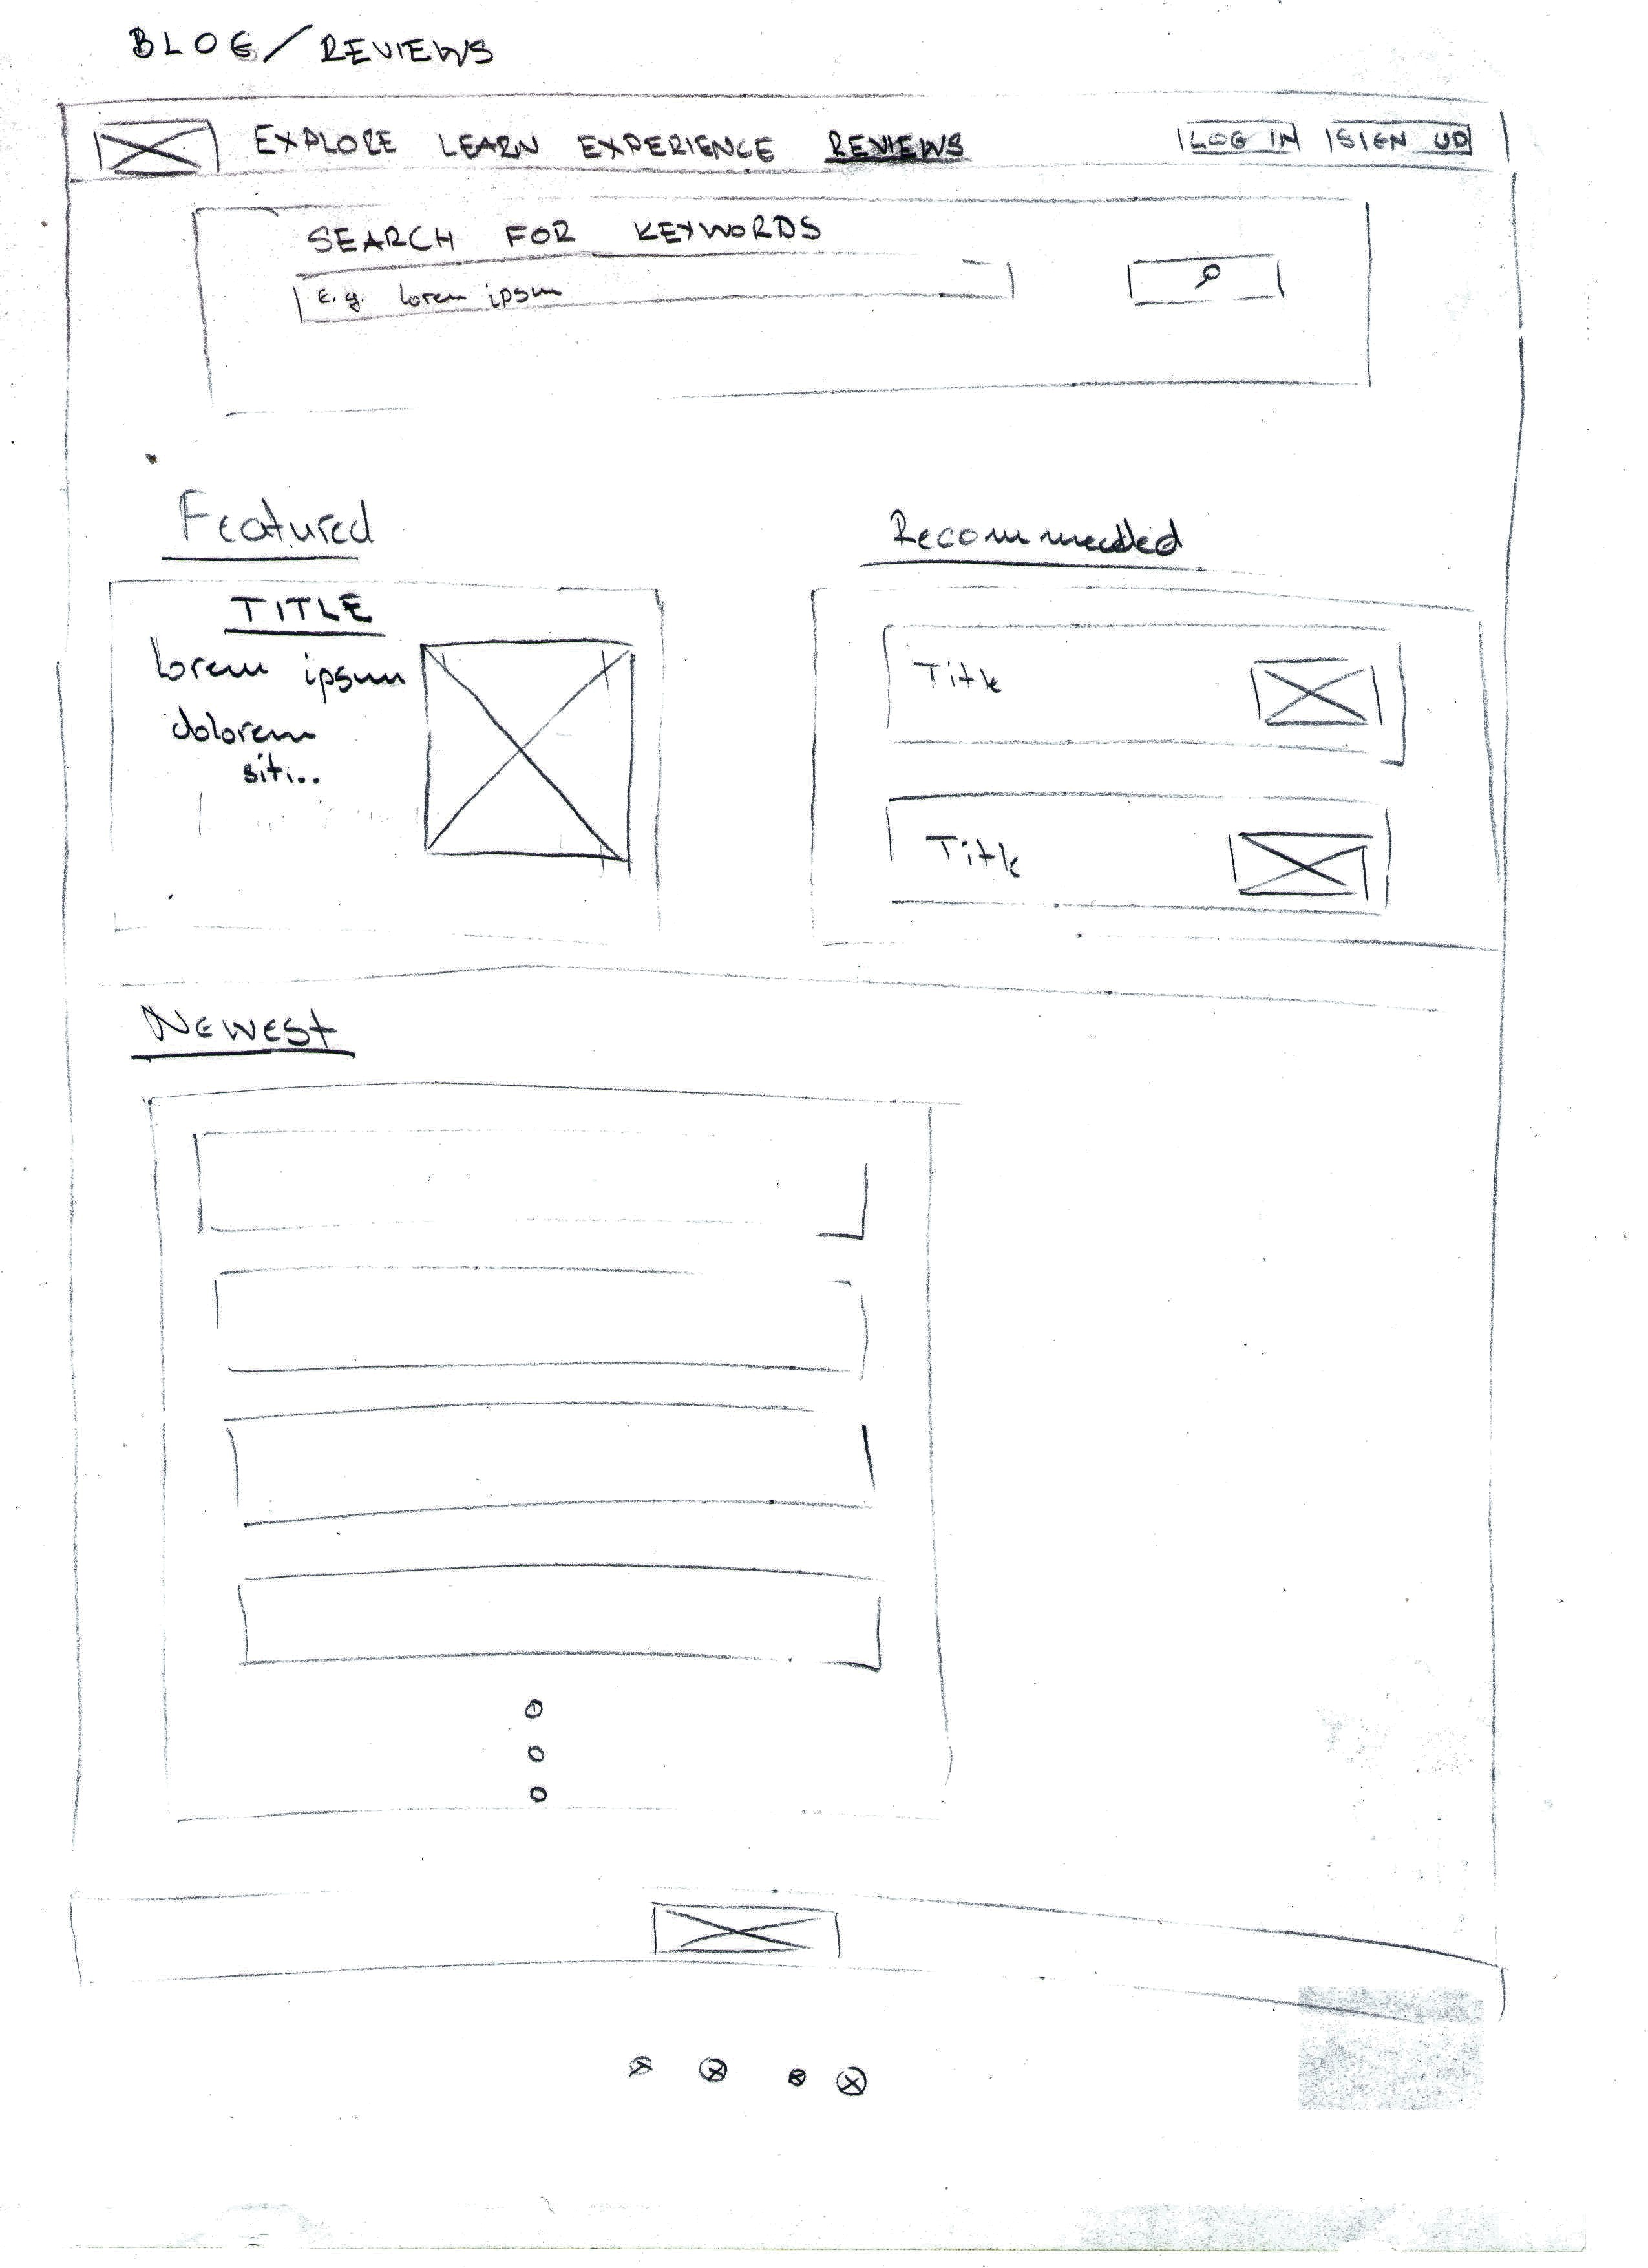 BLOG/REVIEWS
EXPLORE LEARN EXPERIENCE REVIEWS LOG IN SIGN UP
SEARCH FOR KEYWORDS
e.g. lorem ipsum
Featured
Recommended
TITLE
lorem ipsum
dolorem
siti...
Title
Title
Newest